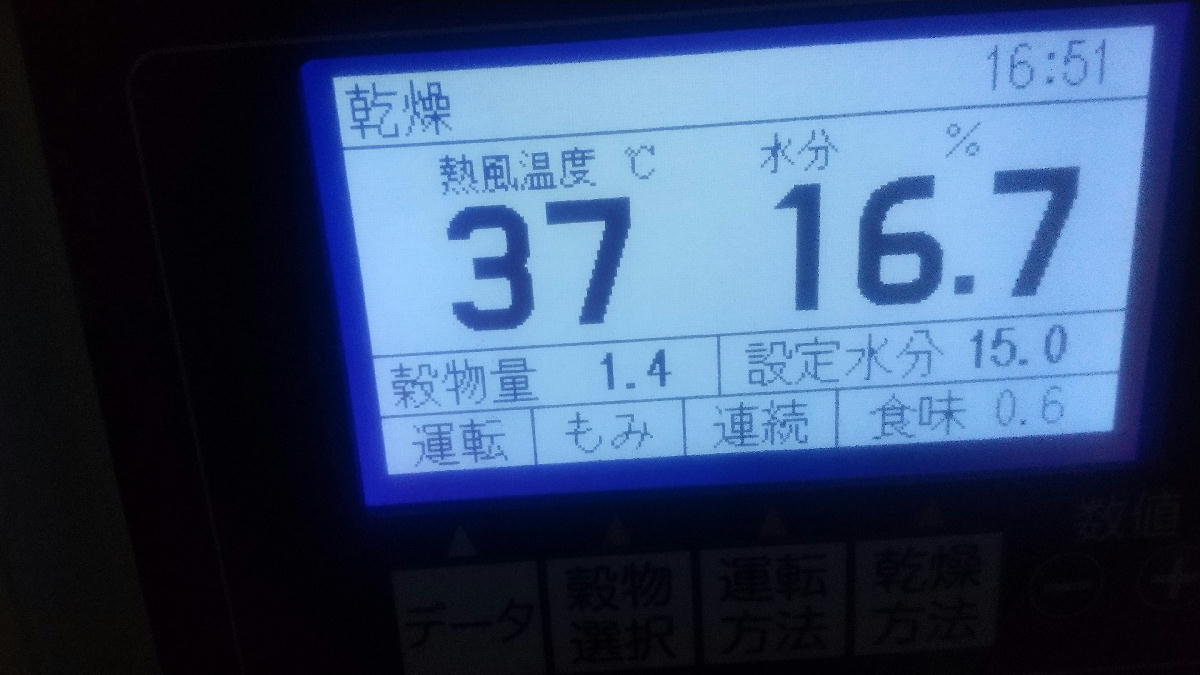 乾燥 16:51
熱風温度 ℃ 水分 %
37 16.7
穀物量 1.4 設定水分 15.0
運転 もみ 連続 食味 0.6
数値
データ 穀物選択 運転方法 乾燥方法 − +